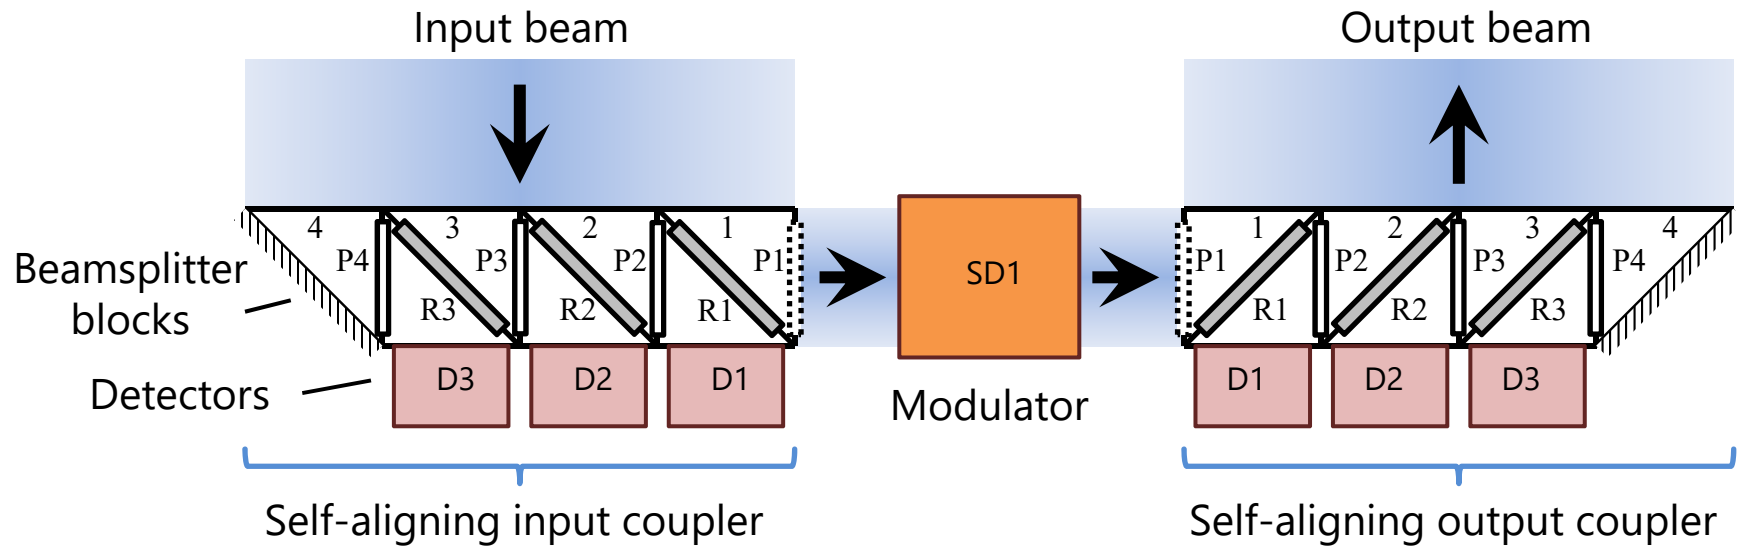 Input beam
Output beam
4 3 2 1
1 2 3 4
P4 P3 P2 P1
P1 P2 P3 P4
SD1
Beamsplitter
blocks
R3 R2 R1
R1 R2 R3
Detectors
D3 D2 D1
D1 D2 D3
Modulator
Self-aligning input coupler
Self-aligning output coupler